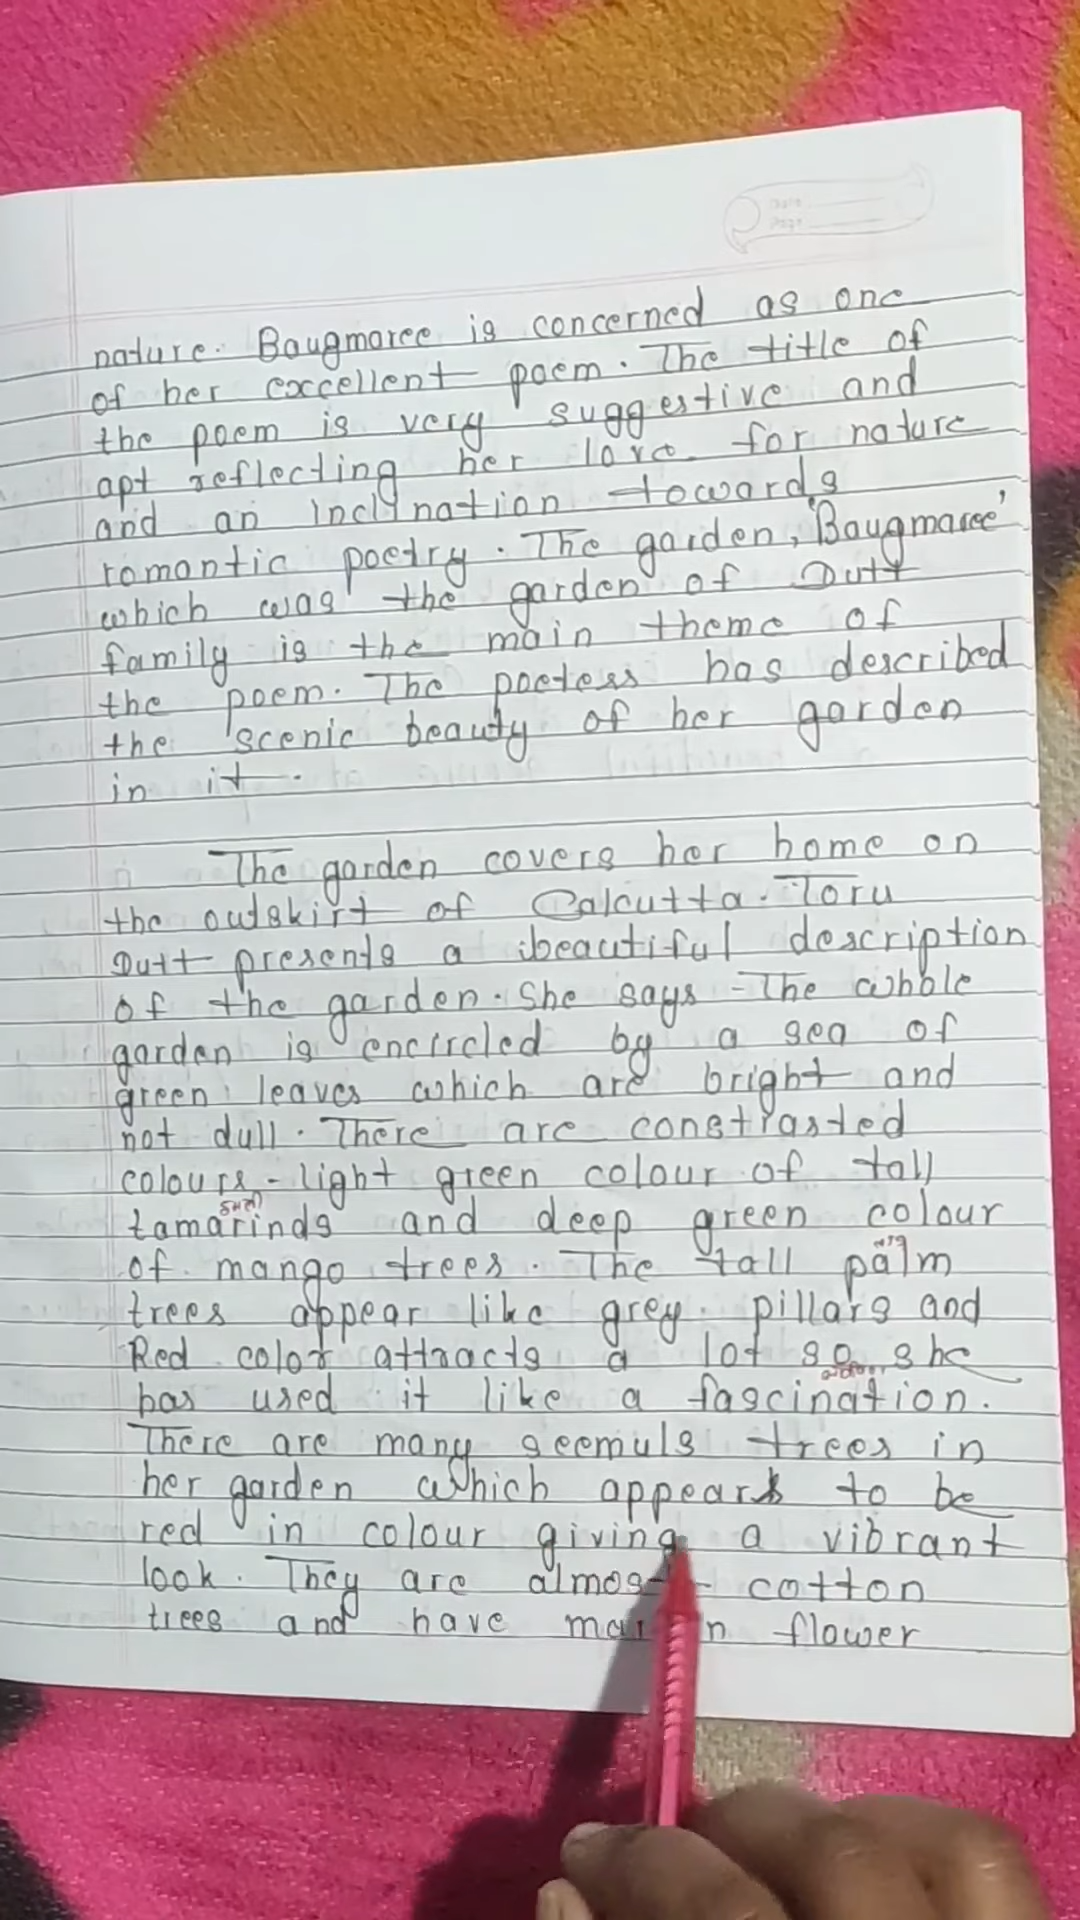 nature. Baugmaree is concerned as one
of her excellent poem. The title of
the poem is very suggestive and
apt reflecting her love for nature
and an inclination towards
romantic poetry. The garden, 'Baugmaree'
which was the garden of Dutt
family is the main theme of
the poem. The poetess has described
the scenic beauty of her garden
in it.
The garden covers her home on
the outskirt of Calcutta. Toru
Dutt presents a beautiful description
of the garden. She says - The whole
garden is encircled by a sea of
green leaves which are bright and
not dull. There are constrasted
colours - light green colour of tall
इमली
tamarinds and deep green colour
of mango trees. The tall palm
trees appear like grey pillars and
Red color attracts a lot so she
has used it like a fascination.
There are many seemuls trees in
her garden which appears to be
red in colour giving a vibrant
look. They are almost cotton
trees and have flower